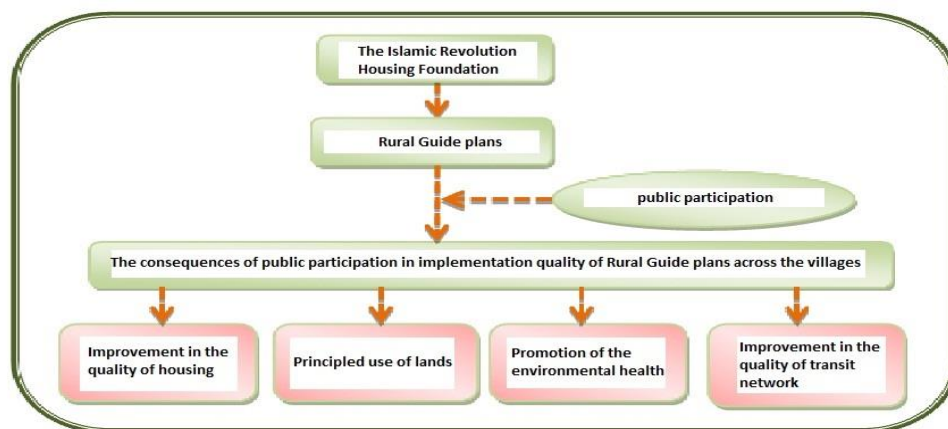 The Islamic Revolution
Housing Foundation
Rural Guide plans
public participation
The consequences of public participation in implementation quality of Rural Guide plans across the villages
Improvement in the
quality of housing
Principled use of lands
Promotion of the
environmental health
Improvement in the
quality of transit
network